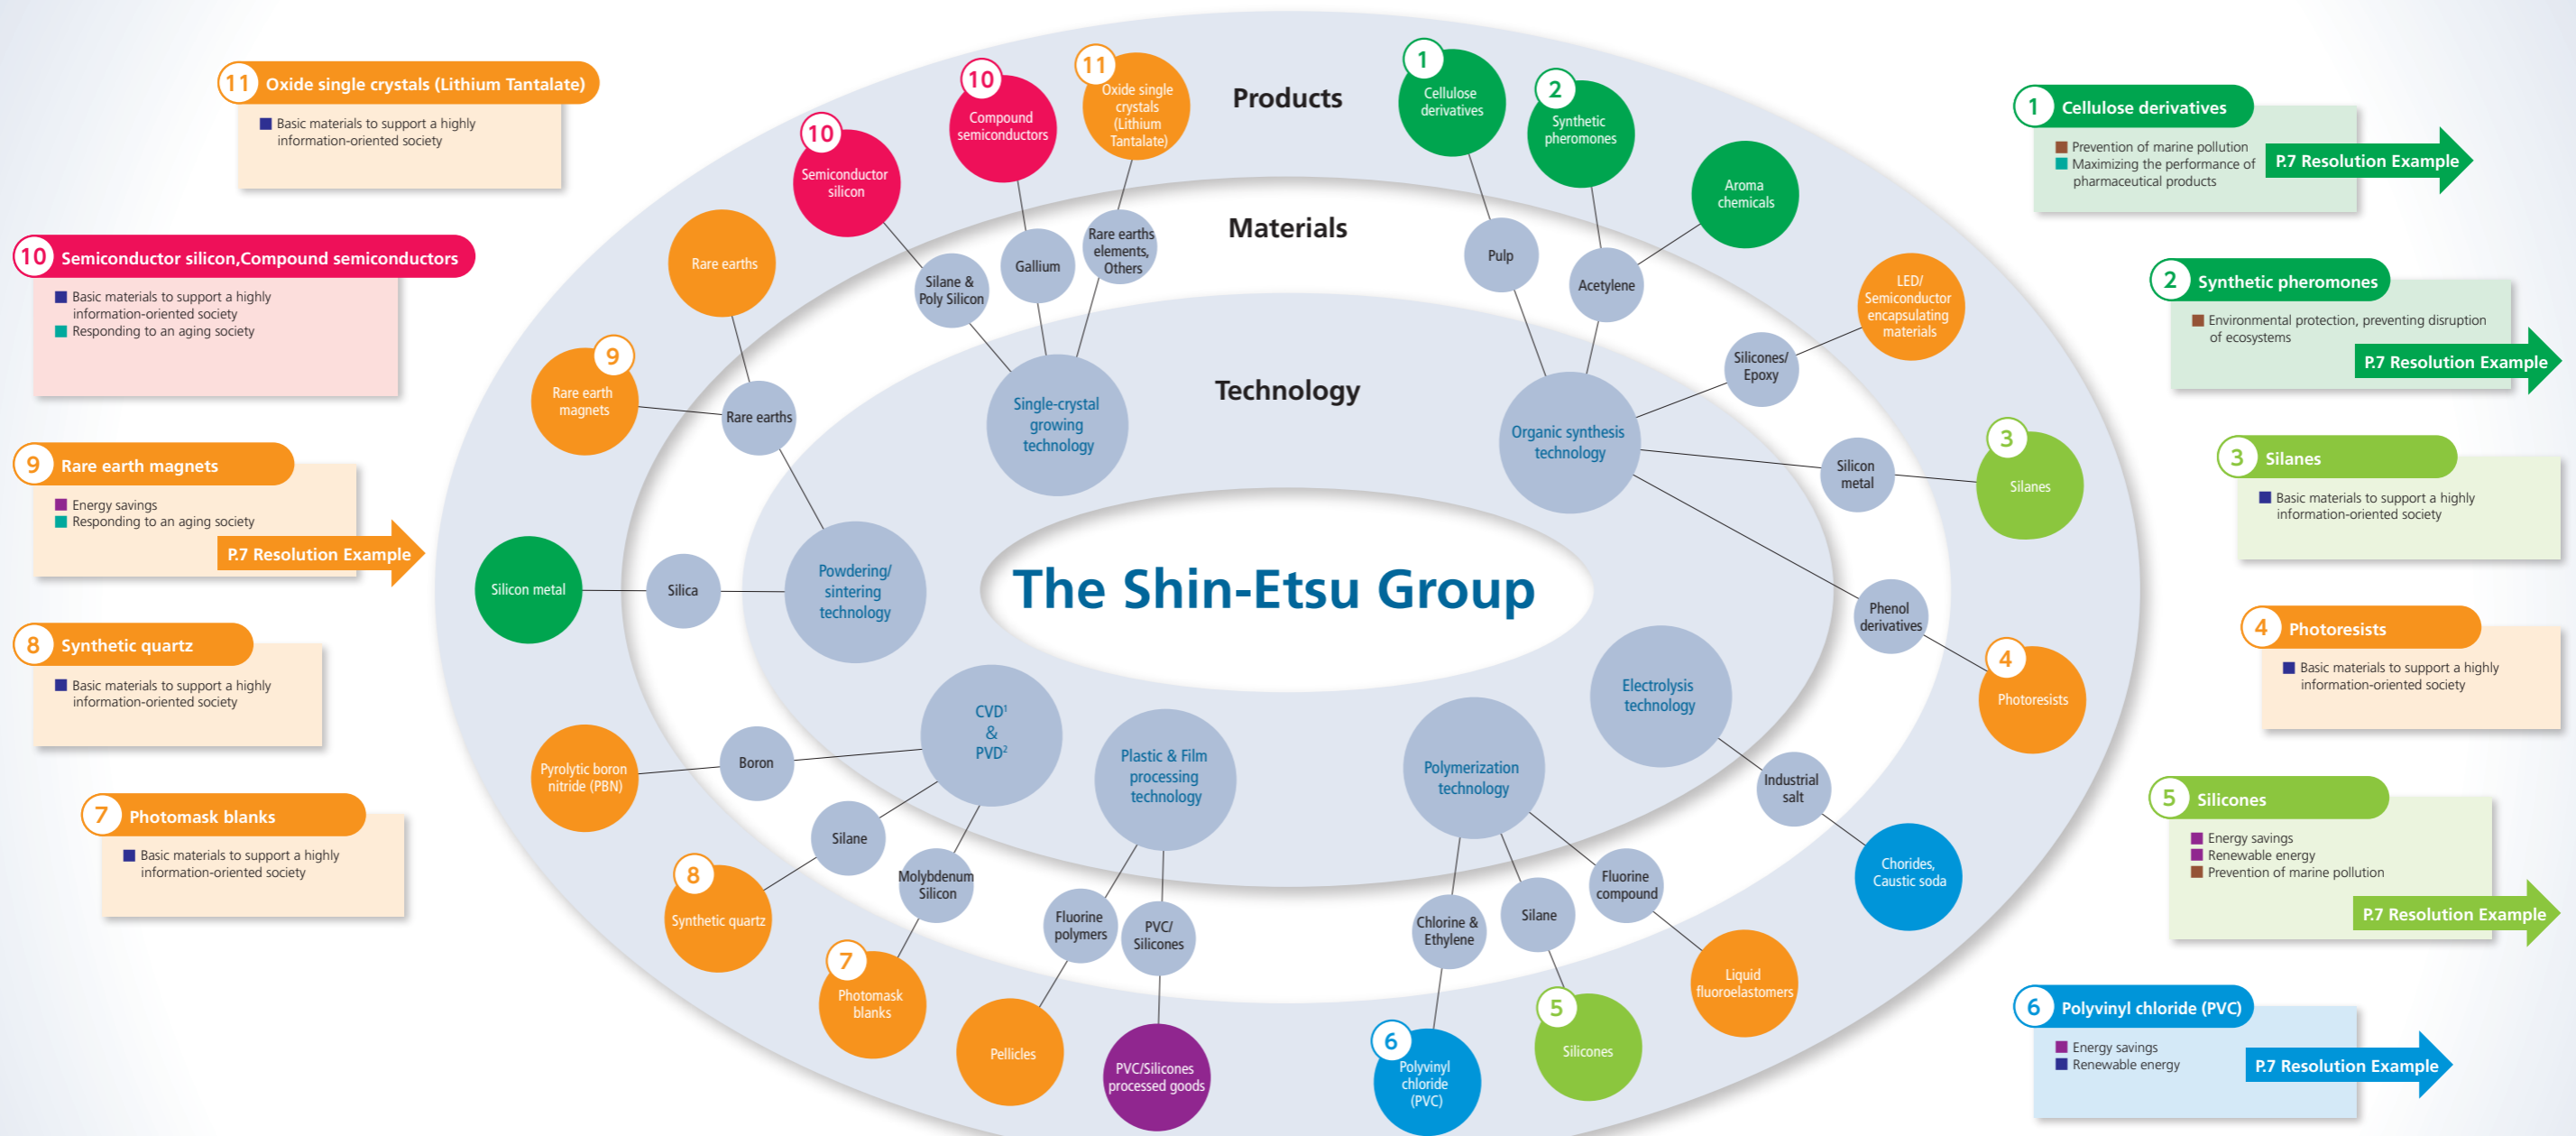 11 Oxide single crystals (Lithium Tantalate)
Basic materials to support a highly
information-oriented society
10 Semiconductor silicon,Compound semiconductors
Basic materials to support a highly
information-oriented society
Responding to an aging society
9 Rare earth magnets
Energy savings
Responding to an aging society
P.7 Resolution Example
8 Synthetic quartz
Basic materials to support a highly
information-oriented society
7 Photomask blanks
Basic materials to support a highly
information-oriented society
Products
Materials
Technology
The Shin-Etsu Group
11
Oxide single
crystals
(Lithium
Tantalate)
10
Compound
semiconductors
10
Semiconductor
silicon
Rare earths
9
Rare earth
magnets
Silicon metal
Pyrolytic boron
nitride (PBN)
8
Synthetic quartz
7
Photomask
blanks
Pellicles
PVC/Silicones
processed goods
6
Polyvinyl
chloride
(PVC)
5
Silicones
Liquid
fluoroelastomers
Chorides,
Caustic soda
4
Photoresists
3
Silanes
LED/
Semiconductor
encapsulating
materials
Aroma
chemicals
2
Synthetic
pheromones
1
Cellulose
derivatives
Rare earths
elements,
Others
Gallium
Silane &
Poly Silicon
Rare earths
Silica
Boron
Silane
Molybdenum
Silicon
Fluorine
polymers
PVC/
Silicones
Chlorine &
Ethylene
Silane
Fluorine
compound
Industrial
salt
Phenol
derivatives
Silicon
metal
Silicones/
Epoxy
Acetylene
Pulp
Single-crystal
growing
technology
Powdering/
sintering
technology
CVD¹
&
PVD²
Plastic & Film
processing
technology
Polymerization
technology
Electrolysis
technology
Organic synthesis
technology
1 Cellulose derivatives
Prevention of marine pollution
Maximizing the performance of
pharmaceutical products
P.7 Resolution Example
2 Synthetic pheromones
Environmental protection, preventing disruption
of ecosystems
P.7 Resolution Example
3 Silanes
Basic materials to support a highly
information-oriented society
4 Photoresists
Basic materials to support a highly
information-oriented society
5 Silicones
Energy savings
Renewable energy
Prevention of marine pollution
P.7 Resolution Example
6 Polyvinyl chloride (PVC)
Energy savings
Renewable energy
P.7 Resolution Example